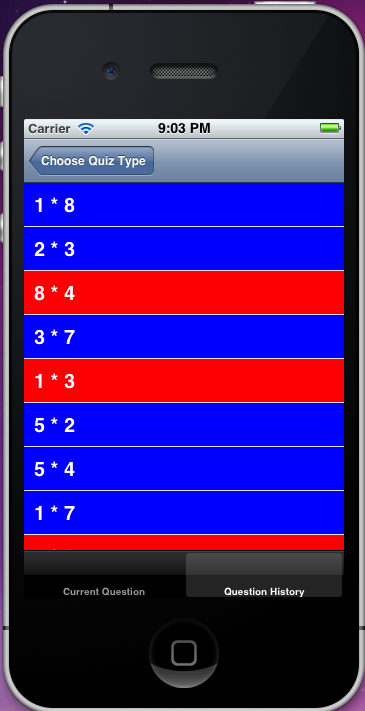 Carrier 9:03 PM
Choose Quiz Type
1 * 8
2 * 3
8 * 4
3 * 7
1 * 3
5 * 2
5 * 4
1 * 7
Current Question Question History